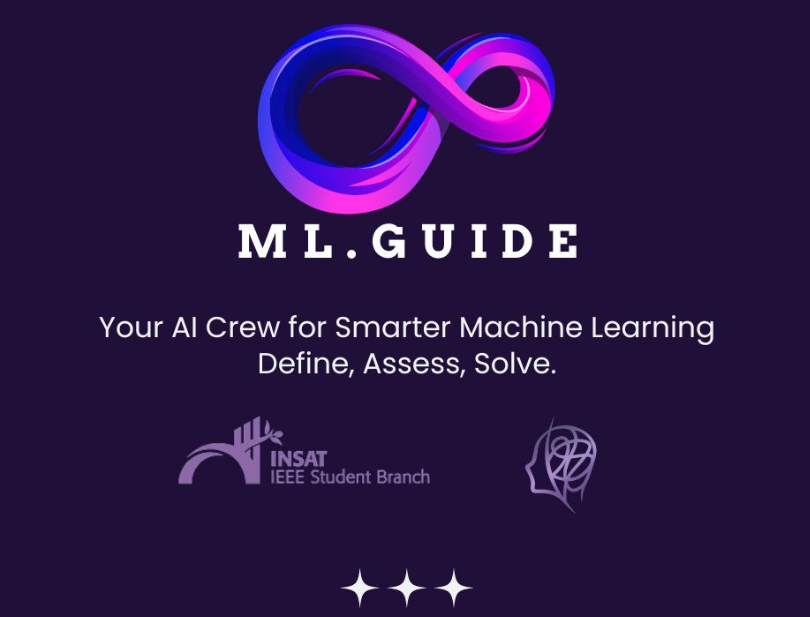 ML.GUIDE
Your AI Crew for Smarter Machine Learning
Define, Assess, Solve.
INSAT
IEEE Student Branch